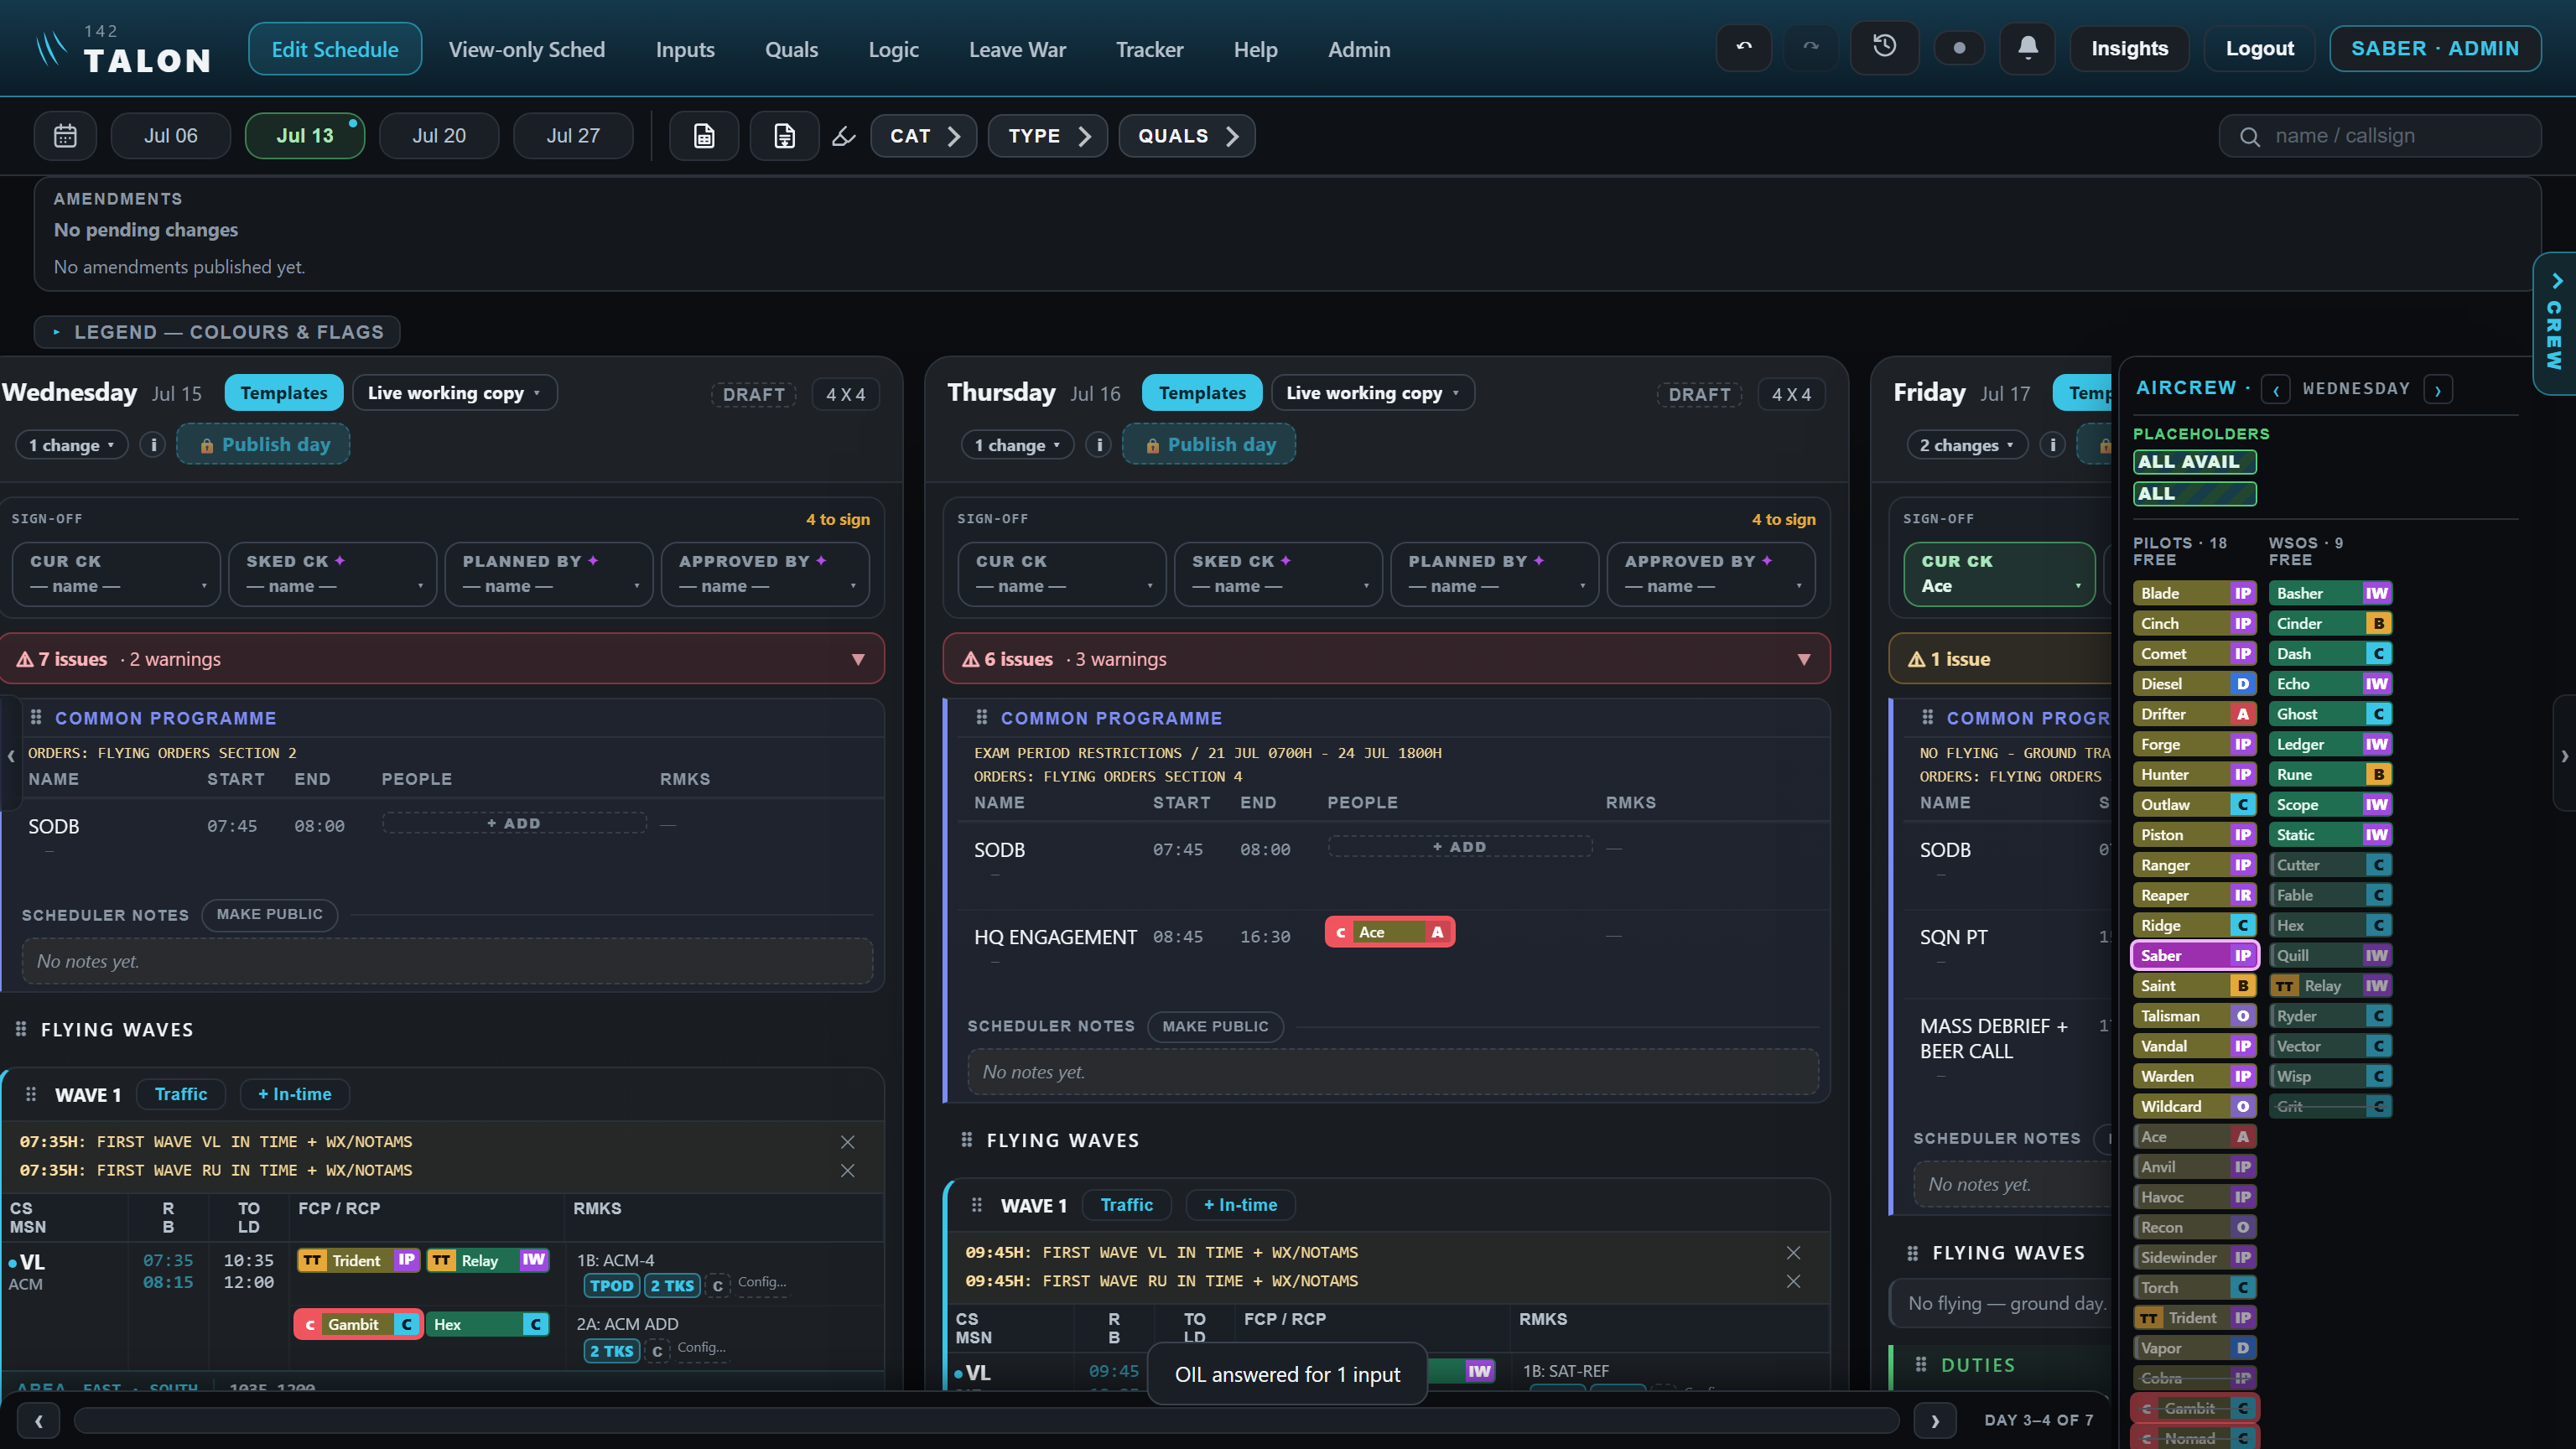 142
TALON
Edit Schedule
View-only Sched
Inputs
Quals
Logic
Leave War
Tracker
Help
Admin
Insights
Logout
SABER · ADMIN
Jul 06
Jul 13
Jul 20
Jul 27
CAT
TYPE
QUALS
name / callsign
AMENDMENTS
No pending changes
No amendments published yet.
LEGEND — COLOURS & FLAGS
CREW
Wednesday Jul 15 Templates Live working copy DRAFT 4 X 4
1 change i Publish day
SIGN-OFF 4 to sign
CUR CK SKED CK PLANNED BY APPROVED BY
— name — — name — — name — — name —
7 issues · 2 warnings
COMMON PROGRAMME
ORDERS: FLYING ORDERS SECTION 2
NAME START END PEOPLE RMKS
SODB 07:45 08:00 + ADD —
—
SCHEDULER NOTES MAKE PUBLIC
No notes yet.
FLYING WAVES
WAVE 1 Traffic + In-time
07:35H: FIRST WAVE VL IN TIME + WX/NOTAMS
07:35H: FIRST WAVE RU IN TIME + WX/NOTAMS
CS R TO FCP / RCP RMKS
MSN B LD
VL 07:35 10:35 TT Trident IP TT Relay IW 1B: ACM-4
ACM 08:15 12:00 TPOD 2 TKS C Config...
C Gambit C Hex C 2A: ACM ADD
2 TKS C Config...
AREA EAST · SOUTH 1035-1200
Thursday Jul 16 Templates Live working copy DRAFT 4 X 4
1 change i Publish day
SIGN-OFF 4 to sign
CUR CK SKED CK PLANNED BY APPROVED BY
— name — — name — — name — — name —
6 issues · 3 warnings
COMMON PROGRAMME
EXAM PERIOD RESTRICTIONS / 21 JUL 0700H - 24 JUL 1800H
ORDERS: FLYING ORDERS SECTION 4
NAME START END PEOPLE RMKS
SODB 07:45 08:00 + ADD —
—
HQ ENGAGEMENT 08:45 16:30 C Ace A —
—
SCHEDULER NOTES MAKE PUBLIC
No notes yet.
FLYING WAVES
WAVE 1 Traffic + In-time
09:45H: FIRST WAVE VL IN TIME + WX/NOTAMS
09:45H: FIRST WAVE RU IN TIME + WX/NOTAMS
CS R TO FCP / RCP RMKS
MSN B LD
VL 09:45 IW 1B: SAT-REF
OIL answered for 1 input
Friday Jul 17 Temp
2 changes i
SIGN-OFF
CUR CK
Ace
1 issue
COMMON PROGR
NO FLYING - GROUND TRA
ORDERS: FLYING ORDERS
NAME S
SODB
—
SQN PT
—
MASS DEBRIEF +
BEER CALL
—
SCHEDULER NOTES
No notes yet.
FLYING WAVES
No flying — ground day.
DUTIES
DAY 3–4 OF 7
AIRCREW · WEDNESDAY
PLACEHOLDERS
ALL AVAIL
ALL
PILOTS · 18 FREE
WSOS · 9 FREE
Blade IP
Cinch IP
Comet IP
Diesel D
Drifter A
Forge IP
Hunter IP
Outlaw C
Piston IP
Ranger IP
Reaper IR
Ridge C
Saber IP
Saint B
Talisman O
Vandal IP
Warden IP
Wildcard O
Ace A
Anvil IP
Havoc IP
Recon O
Sidewinder IP
Torch C
TT Trident IP
Vapor D
Cobra IP
C Gambit C
C Nomad C
Basher IW
Cinder B
Dash C
Echo IW
Ghost C
Ledger IW
Rune B
Scope IW
Static IW
Cutter C
Fable C
Hex C
Quill IW
TT Relay IW
Ryder C
Vector C
Wisp C
Grit C